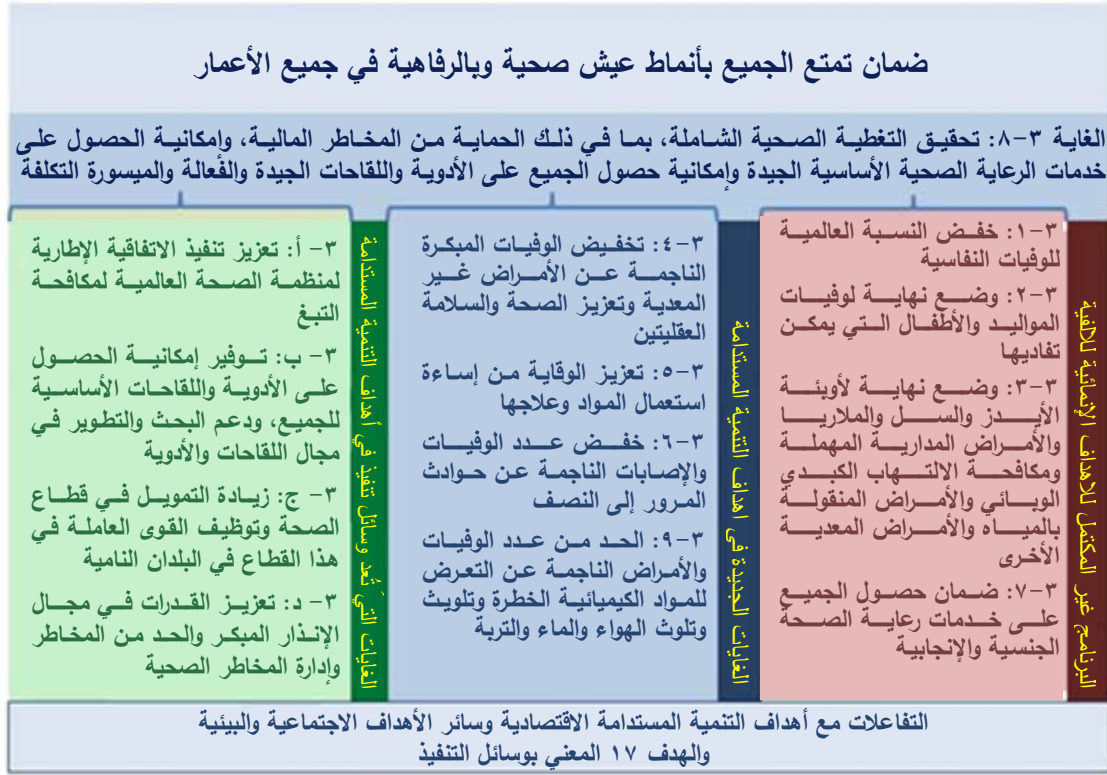 ضمان تمتع الجميع بأنماط عيش صحية وبالرفاهية في جميع الأعمار
الغاية ٣-٨: تحقيق التغطية الصحية الشاملة، بما في ذلك الحماية من المخاطر المالية، وإمكانية الحصول على
خدمات الرعاية الصحية الأساسية الجيدة وإمكانية حصول الجميع على الأدوية واللقاحات الجيدة والفعالة والميسورة التكلفة
البرنامج غير المكتمل للاهداف الإنمائية للألفية
٣-١: خفض النسبة العالمية
للوفيات النفاسية
٣-٢: وضع نهاية لوفيات
المواليد والأطفال التي يمكن
تفاديها
٣-٣: وضع نهاية لأوبئة
الأيدز والسل والملاريا
والأمراض المدارية المهملة
ومكافحة الالتهاب الكبدي
الوبائي والأمراض المنقولة
بالمياه والأمراض المعدية
الأخرى
٣-٧: ضمان حصول الجميع
على خدمات رعاية الصحة
الجنسية والإنجابية
الغايات الجديدة في اهداف التنمية المستدامة
٣-٤: تخفيض الوفيات المبكرة
الناجمة عن الأمراض غير
المعدية وتعزيز الصحة والسلامة
العقليتين
٣-٥: تعزيز الوقاية من إساءة
استعمال المواد وعلاجها
٣-٦: خفض عدد الوفيات
والإصابات الناجمة عن حوادث
المرور إلى النصف
٣-٩: الحد من عدد الوفيات
والأمراض الناجمة عن التعرض
للمواد الكيميائية الخطرة وتلويث
وتلوث الهواء والماء والتربة
الغايات التي تُعد وسائل تنفيذ في أهداف التنمية المستدامة
٣- أ: تعزيز تنفيذ الاتفاقية الإطارية
لمنظمة الصحة العالمية لمكافحة
التبغ
٣- ب: توفير إمكانية الحصول
على الأدوية واللقاحات الأساسية
للجميع، ودعم البحث والتطوير في
مجال اللقاحات والأدوية
٣- ج: زيادة التمويل في قطاع
الصحة وتوظيف القوى العاملة في
هذا القطاع في البلدان النامية
٣- د: تعزيز القدرات في مجال
الإنذار المبكر والحد من المخاطر
وإدارة المخاطر الصحية
التفاعلات مع أهداف التنمية المستدامة الاقتصادية وسائر الأهداف الاجتماعية والبيئية
والهدف ١٧ المعني بوسائل التنفيذ